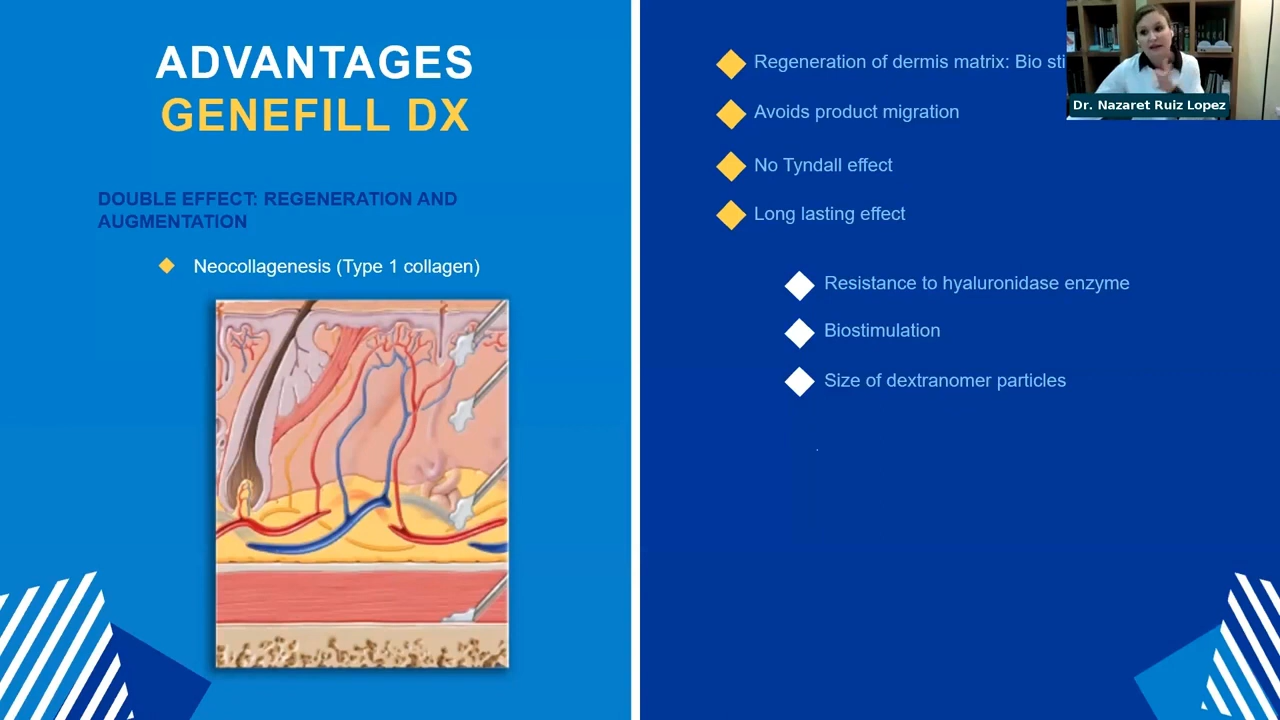 ADVANTAGES
GENEFILL DX
DOUBLE EFFECT: REGENERATION AND
AUGMENTATION
Neocollagenesis (Type 1 collagen)
Regeneration of dermis matrix: Bio sti
Avoids product migration
No Tyndall effect
Long lasting effect
Resistance to hyaluronidase enzyme
Biostimulation
Size of dextranomer particles
Dr. Nazaret Ruiz Lopez